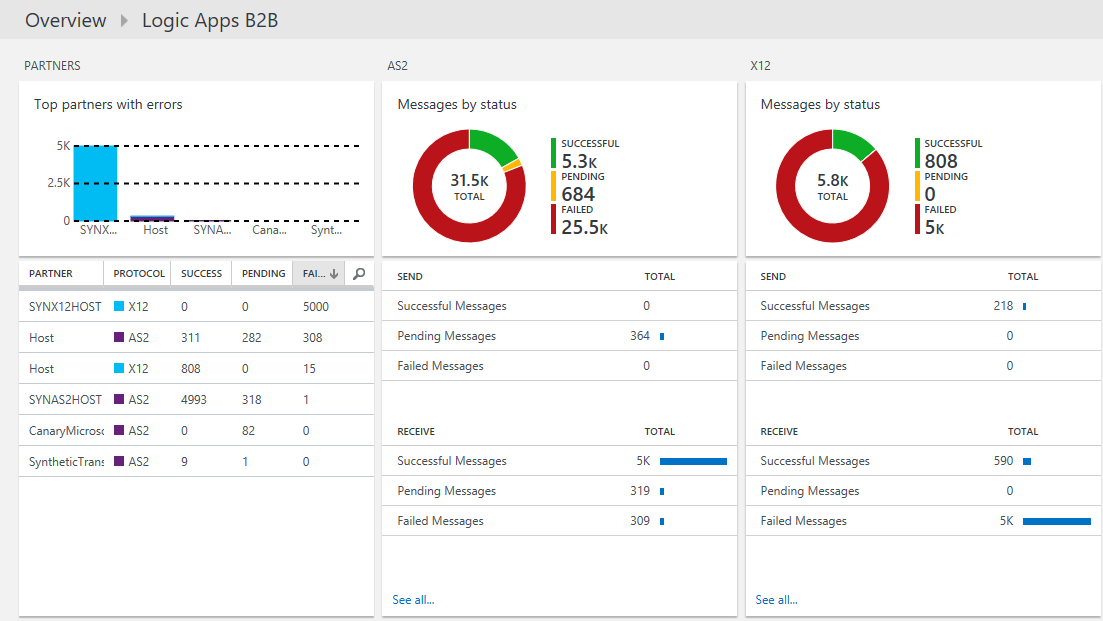 Overview Logic Apps B2B
PARTNERS
Top partners with errors
5K
2.5K
0
SYNX... Host SYNA... Cana... Synt...
PARTNER PROTOCOL SUCCESS PENDING FAI...
SYNX12HOST X12 0 0 5000
Host AS2 311 282 308
Host X12 808 0 15
SYNAS2HOST AS2 4993 318 1
CanaryMicrosc AS2 0 82 0
SyntheticTrans AS2 9 1 0
AS2
Messages by status
31.5K
TOTAL
SUCCESSFUL
5.3K
PENDING
684
FAILED
25.5K
SEND TOTAL
Successful Messages 0
Pending Messages 364
Failed Messages 0
RECEIVE TOTAL
Successful Messages 5K
Pending Messages 319
Failed Messages 309
See all...
X12
Messages by status
5.8K
TOTAL
SUCCESSFUL
808
PENDING
0
FAILED
5K
SEND TOTAL
Successful Messages 218
Pending Messages 0
Failed Messages 0
RECEIVE TOTAL
Successful Messages 590
Pending Messages 0
Failed Messages 5K
See all...